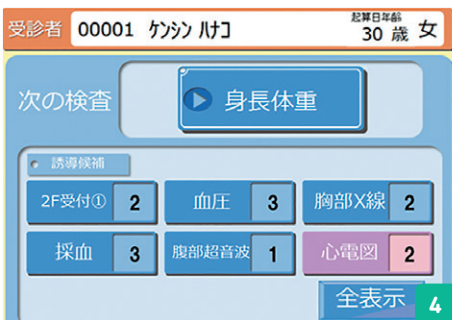 受診者 00001 ケンシン ハナコ 起算日年齢 30 歳 女
次の検査 身長体重
誘導候補
2F受付① 2 血圧 3 胸部X線 2
採血 3 腹部超音波 1 心電図 2
全表示 4